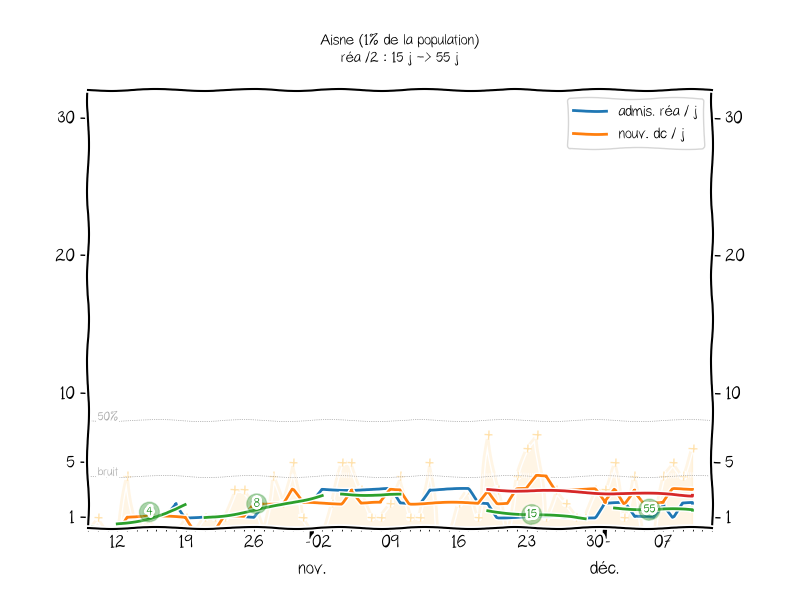 Aisne (1% de la population)
réa /2 : 15 j -> 55 j
admis. réa / j
nouv. dc / j
30 30
20 20
10 10
50%
5 5
bruit
1 1
4 8 15 55
12 19 26 02 09 16 23 30 07
nov. déc.